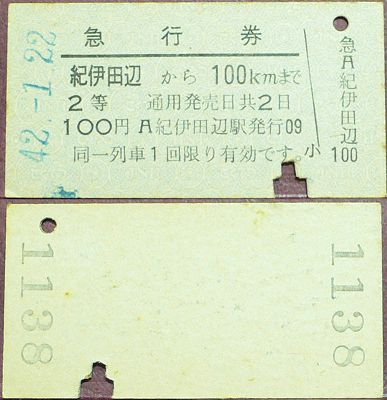 42.-1.22
急行券
紀伊田辺 から 100kmまで
2等 通用発売日共2日
100円 A紀伊田辺駅発行09
同一列車1回限り有効です。
小
急A紀伊田辺
100
1138
1138